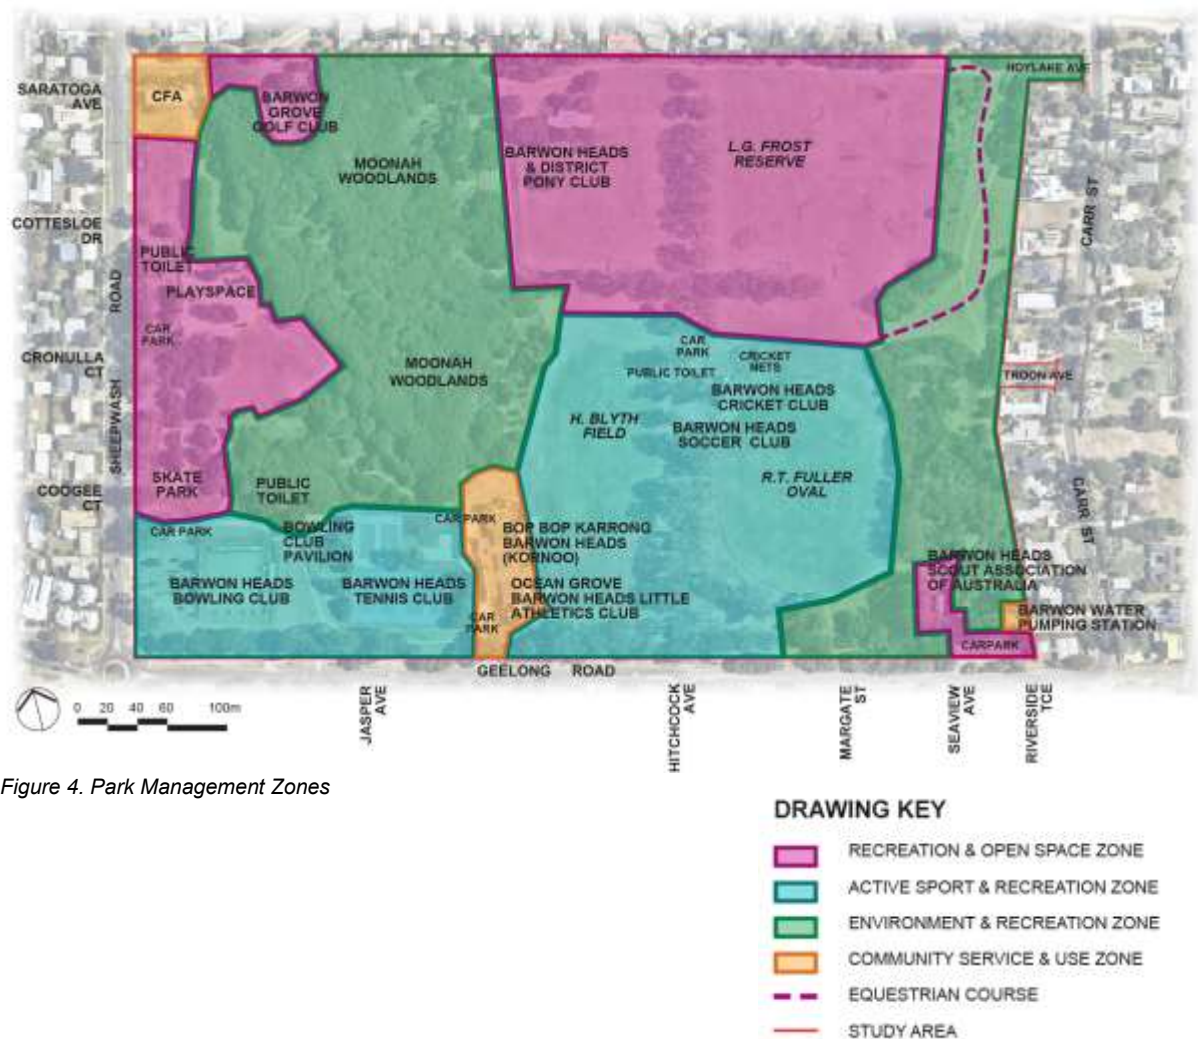 SARATOGA
AVE
CFA
BARWON
GROVE
GOLF CLUB
MOONAH
WOODLANDS
BARWON HEADS
& DISTRICT
PONY CLUB
L.G. FROST
RESERVE
HOYLAKE AVE
CARR ST
COTTESLOE
DR
PUBLIC
TOILET
PLAYSPACE
SHEEPWASH ROAD
CAR
PARK
CRONULLA
CT
MOONAH
WOODLANDS
CAR
PARK
PUBLIC TOILET
CRICKET
NETS
TROON AVE
BARWON HEADS
CRICKET CLUB
H. BLYTH
FIELD
BARWON HEADS
SOCCER CLUB
R.T. FULLER
OVAL
COOGEE
CT
SKATE
PARK
PUBLIC
TOILET
CARR ST
CAR PARK
BOWLING
CLUB
PAVILION
CAR PARK
BOP BOP KARRONG
BARWON HEADS
(KORNOO)
BARWON HEADS
BOWLING CLUB
BARWON HEADS
TENNIS CLUB
OCEAN GROVE
BARWON HEADS LITTLE
ATHLETICS CLUB
CAR
PARK
BARWON HEADS
SCOUT ASSOCIATION
OF AUSTRALIA
BARWON WATER
PUMPING STATION
CARPARK
GEELONG ROAD
0 20 40 60 100m
JASPER
AVE
HITCHCOCK
AVE
MARGATE
ST
SEAVIEW
AVE
RIVERSIDE
TCE
Figure 4. Park Management Zones
DRAWING KEY
RECREATION & OPEN SPACE ZONE
ACTIVE SPORT & RECREATION ZONE
ENVIRONMENT & RECREATION ZONE
COMMUNITY SERVICE & USE ZONE
EQUESTRIAN COURSE
STUDY AREA